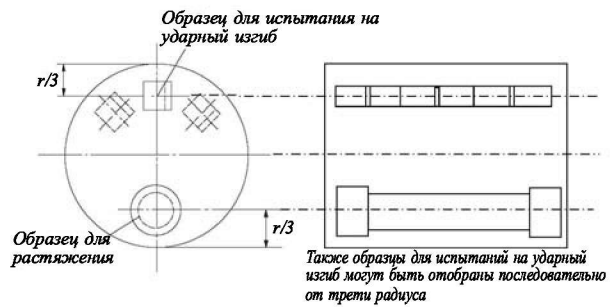 Образец для испытания на
ударный изгиб
r/3
r/3
Образец для
растяжения
Также образцы для испытаний на ударный
изгиб могут быть отобраны последовательно
от трети радиуса